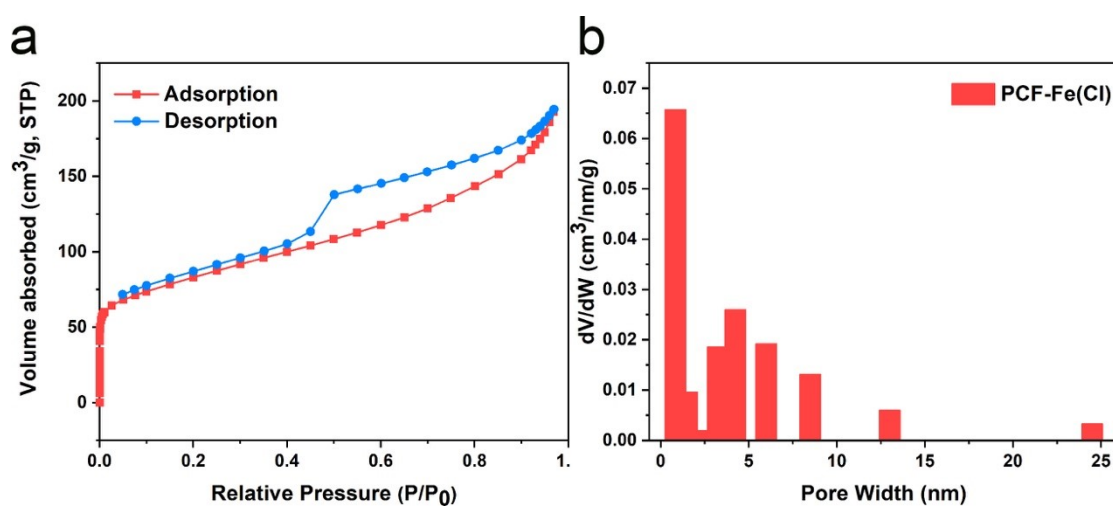 a
Volume absorbed (cm³/g, STP)
Adsorption
Desorption
200
150
100
50
0
0.0 0.2 0.4 0.6 0.8 1.
Relative Pressure (P/P₀)
b
dV/dW (cm³/nm/g)
PCF-Fe(Cl)
0.07
0.06
0.05
0.04
0.03
0.02
0.01
0.00
0 5 10 15 20 25
Pore Width (nm)